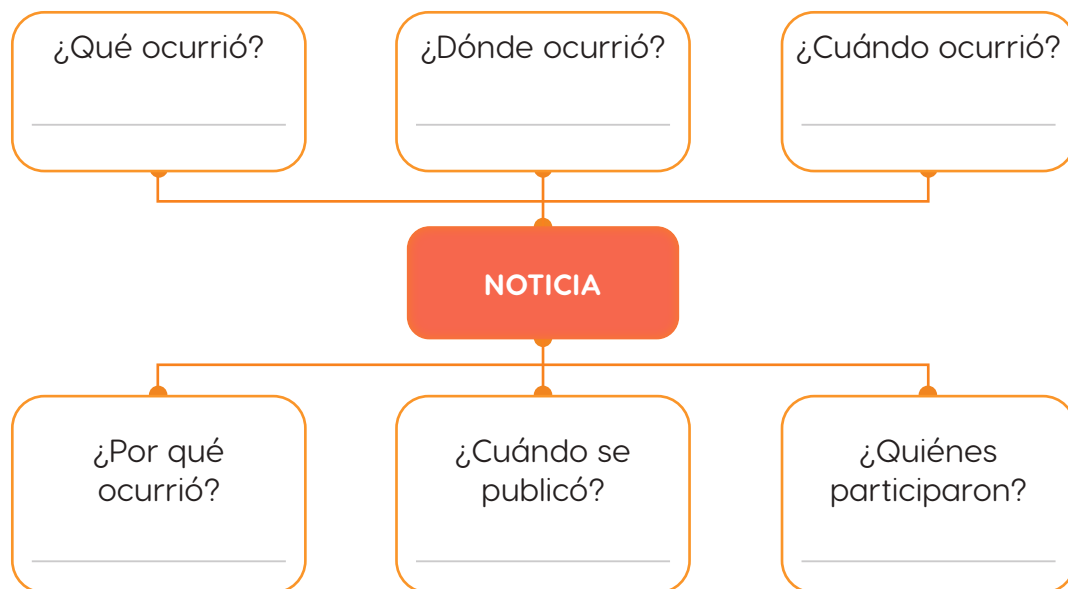 ¿Qué ocurrió?
¿Dónde ocurrió?
¿Cuándo ocurrió?
NOTICIA
¿Por qué
ocurrió?
¿Cuándo se
publicó?
¿Quiénes
participaron?